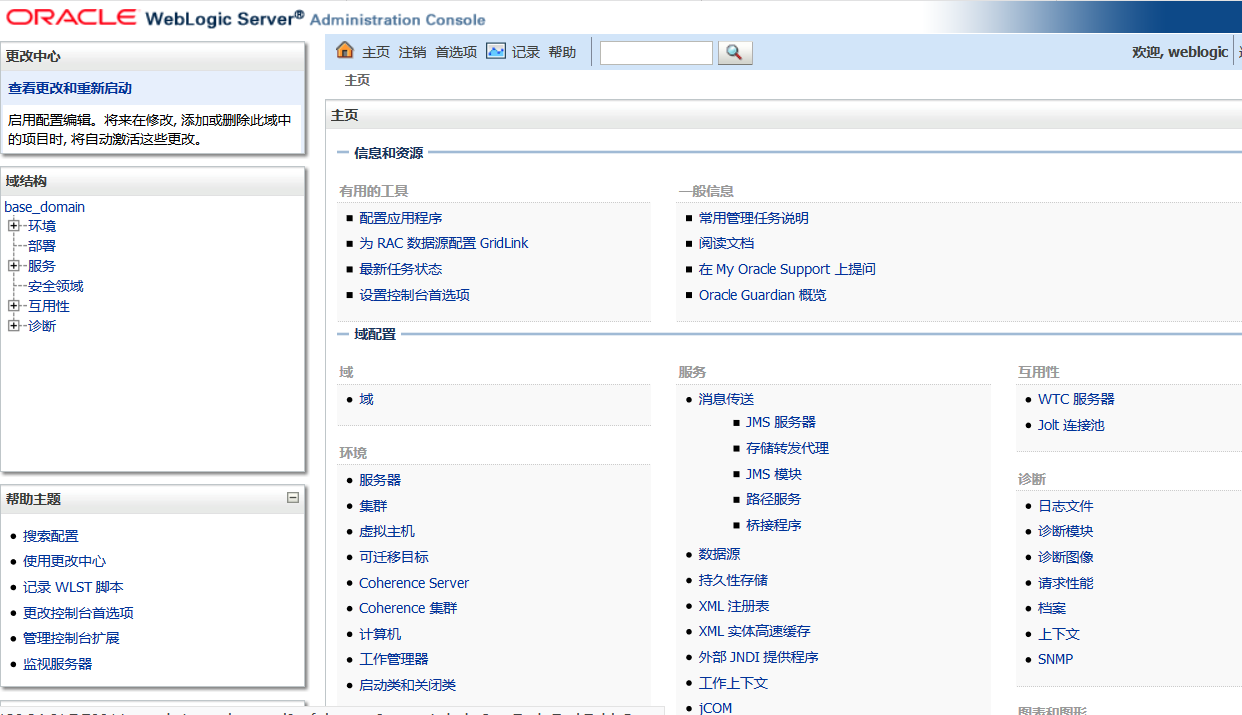 ORACLE WebLogic Server® Administration Console
更改中心
查看更改和重新启动
启用配置编辑。将来在修改, 添加或删除此域中
的项目时, 将自动激活这些更改。
域结构
base_domain
环境
部署
服务
安全领域
互用性
诊断
帮助主题
搜索配置
使用更改中心
记录 WLST 脚本
更改控制台首选项
管理控制台扩展
监视服务器
主页 注销 首选项 记录 帮助
欢迎, weblogic
主页
主页
信息和资源
有用的工具
配置应用程序
为 RAC 数据源配置 GridLink
最新任务状态
设置控制台首选项
一般信息
常用管理任务说明
阅读文档
在 My Oracle Support 上提问
Oracle Guardian 概览
域配置
域
域
环境
服务器
集群
虚拟主机
可迁移目标
Coherence Server
Coherence 集群
计算机
工作管理器
启动类和关闭类
服务
消息传送
JMS 服务器
存储转发代理
JMS 模块
路径服务
桥接程序
数据源
持久性存储
XML 注册表
XML 实体高速缓存
外部 JNDI 提供程序
工作上下文
jCOM
互用性
WTC 服务器
Jolt 连接池
诊断
日志文件
诊断模块
诊断图像
请求性能
档案
上下文
SNMP
图表和图形